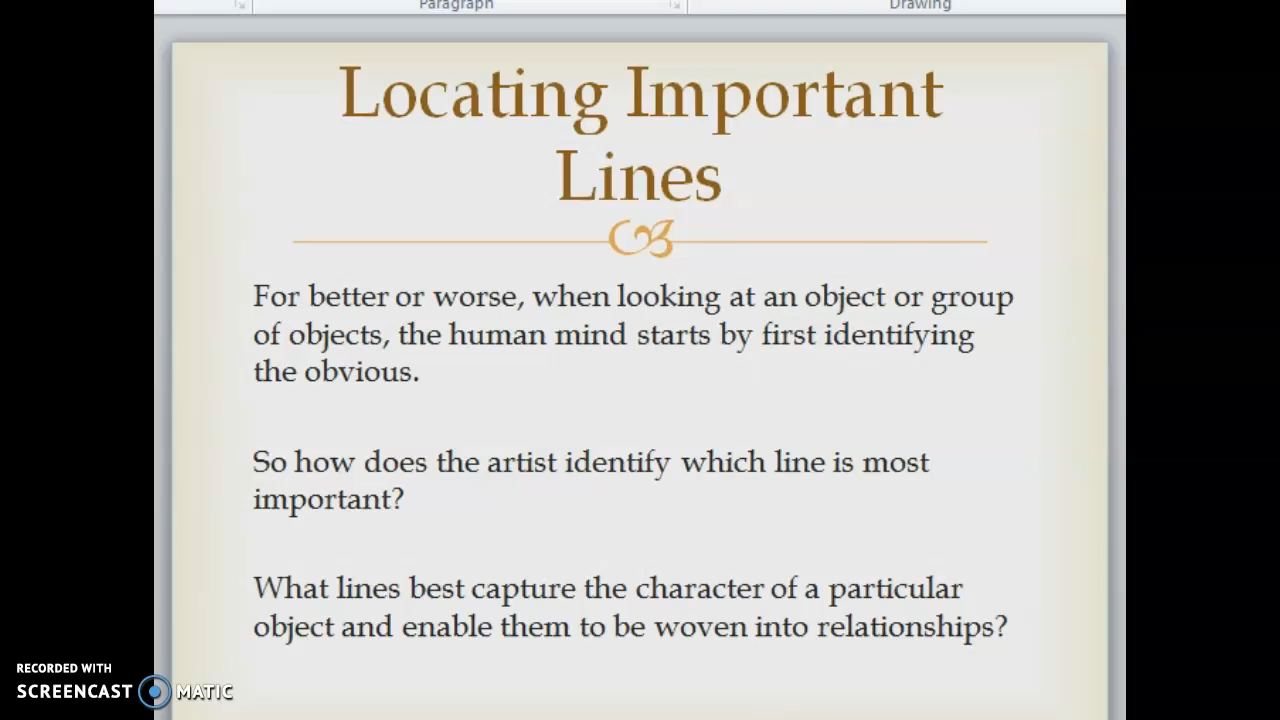 Paragraph
Drawing
Locating Important
Lines
For better or worse, when looking at an object or group
of objects, the human mind starts by first identifying
the obvious.
So how does the artist identify which line is most
important?
What lines best capture the character of a particular
object and enable them to be woven into relationships?
RECORDED WITH
SCREENCAST MATIC